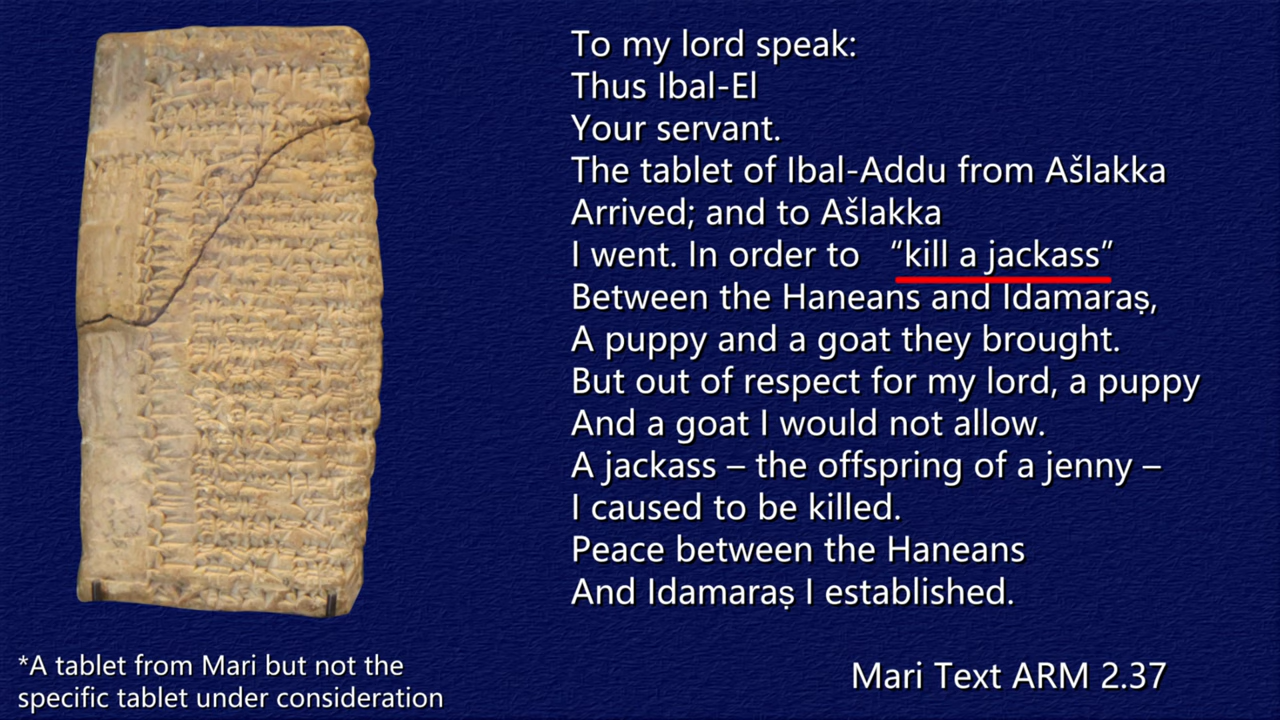 To my lord speak:
Thus Ibal-El
Your servant.
The tablet of Ibal-Addu from Ašlakka
Arrived; and to Ašlakka
I went. In order to “kill a jackass”
Between the Haneans and Idamaraṣ,
A puppy and a goat they brought.
But out of respect for my lord, a puppy
And a goat I would not allow.
A jackass – the offspring of a jenny –
I caused to be killed.
Peace between the Haneans
And Idamaraṣ I established.
*A tablet from Mari but not the
specific tablet under consideration
Mari Text ARM 2.37